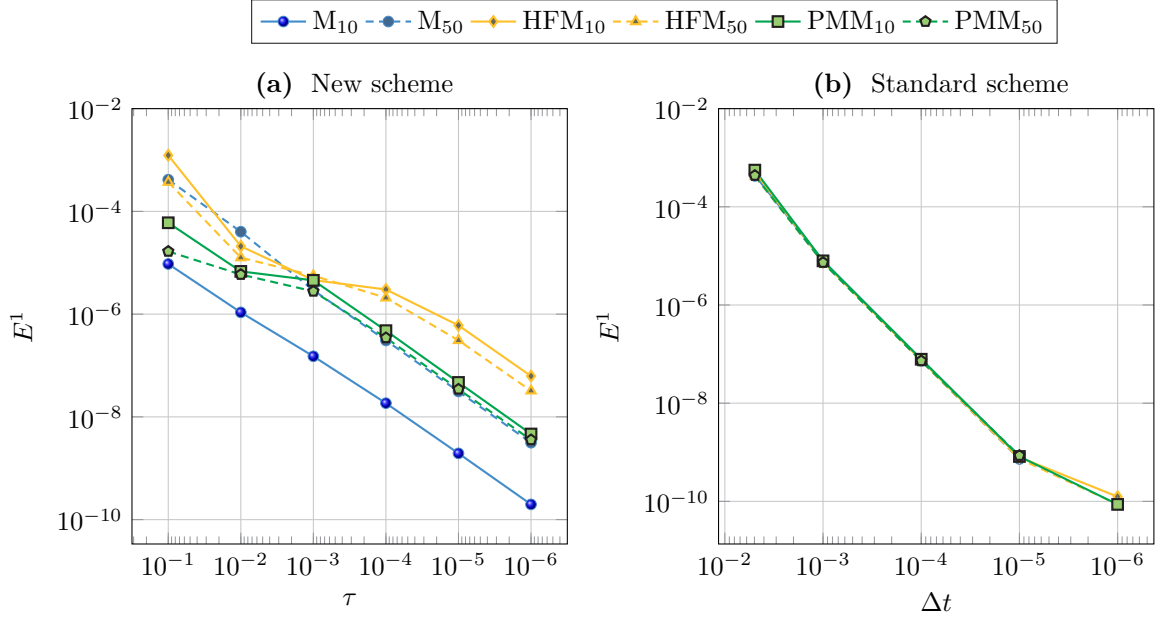 M₁₀ M₅₀ HFM₁₀ HFM₅₀ PMM₁₀ PMM₅₀
(a) New scheme
10⁻²
10⁻⁴
10⁻⁶
10⁻⁸
10⁻¹⁰
E¹
10⁻¹ 10⁻² 10⁻³ 10⁻⁴ 10⁻⁵ 10⁻⁶
τ
(b) Standard scheme
10⁻²
10⁻⁴
10⁻⁶
10⁻⁸
10⁻¹⁰
E¹
10⁻² 10⁻³ 10⁻⁴ 10⁻⁵ 10⁻⁶
Δt